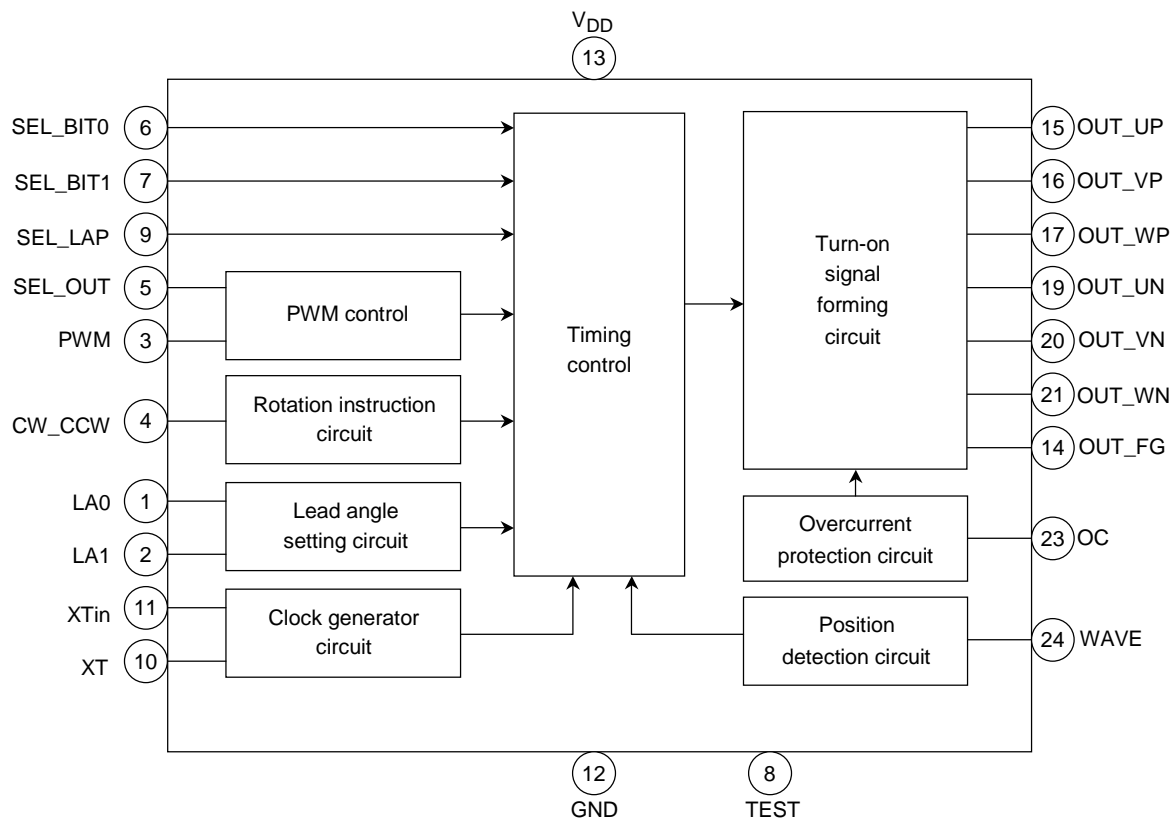 VDD
13
SEL_BIT0
6
SEL_BIT1
7
SEL_LAP
9
SEL_OUT
5
PWM
3
CW_CCW
4
LA0
1
LA1
2
XTin
11
XT
10
PWM control
Rotation instruction
circuit
Lead angle
setting circuit
Clock generator
circuit
Timing
control
Turn-on
signal
forming
circuit
Overcurrent
protection circuit
Position
detection circuit
15
OUT_UP
16
OUT_VP
17
OUT_WP
19
OUT_UN
20
OUT_VN
21
OUT_WN
14
OUT_FG
23
OC
24
WAVE
12
GND
8
TEST